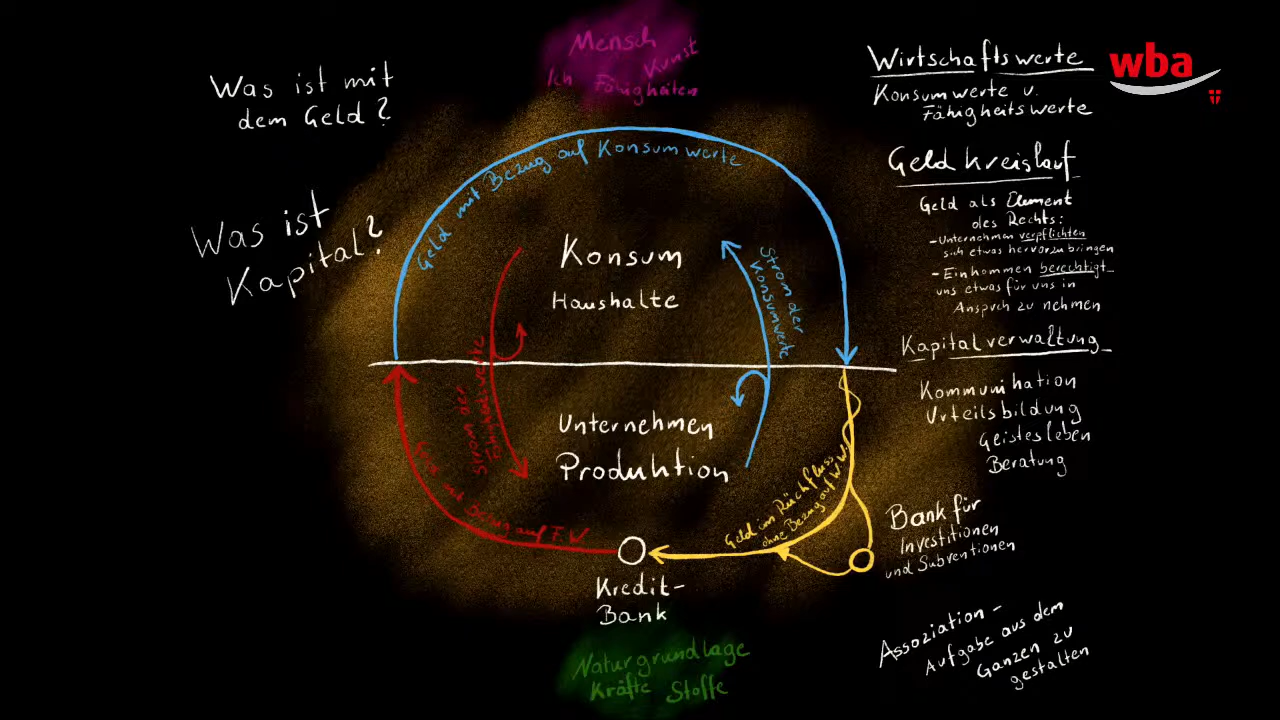 Was ist mit
dem Geld?
Was ist
Kapital?
Mensch
Kunst
Ich Fähigkeiten
Geld mit Bezug auf Konsumwerte
Konsum
Haushalte
Strom der
Konsumwerte
Strom der
Fähigkeitswerte
Unternehmen
Produktion
Geld mit Bezug auf F.W
Geld im Rückfluss
ohne Bezug auf W.W.
Kredit-
Bank
Naturgrundlage
Kräfte Stoffe
Wirtschaftswerte
Konsumwerte u.
Fähigkeitswerte
wba
Geldkreislauf
Geld als Element
des Rechts:
- Unternehmen verpflichten
sich etwas hervorzubringen
- Einkommen berechtigt
uns etwas für uns in
Anspruch zu nehmen
Kapitalverwaltung
Kommunikation
Urteilsbildung
Geistesleben
Beratung
Bank für
Investitionen
und Subventionen
Assoziation -
Aufgabe aus dem
Ganzen zu
gestalten